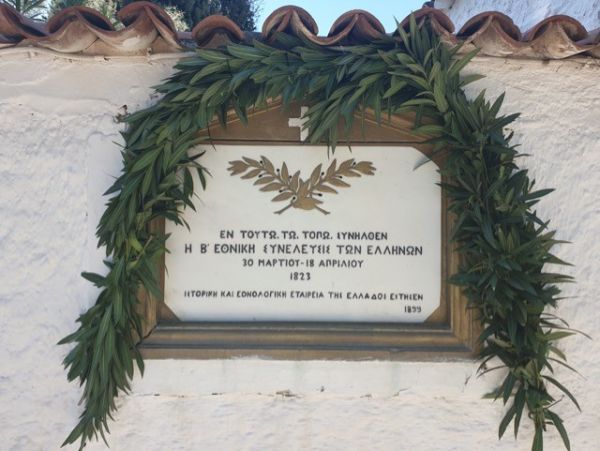 ΕΝ ΤΟΥΤΩ. ΤΩ. ΤΟΠΩ. ΣΥΝΗΛΘΕΝ
Η Β΄ ΕΘΝΙΚΗ ΣΥΝΕΛΕΥΣΙΣ ΤΩΝ ΕΛΛΗΝΩΝ
30 ΜΑΡΤΙΟΥ-18 ΑΠΡΙΛΙΟΥ
1823
ΙΣΤΟΡΙΚΗ ΚΑΙ ΕΘΝΟΛΟΓΙΚΗ ΕΤΑΙΡΕΙΑ ΤΗΣ ΕΛΛΑΔΟΣ ΕΣΤΗΣΕΝ
1899